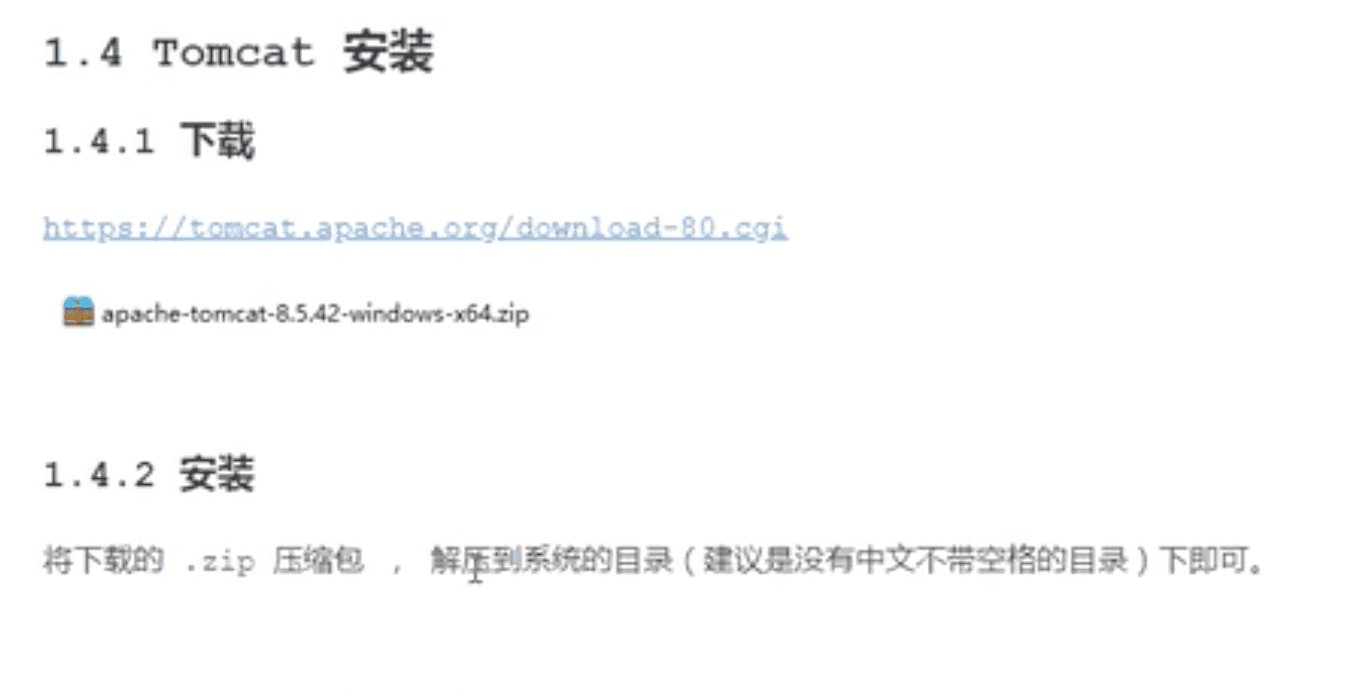 1.4 Tomcat 安装
1.4.1 下载
https://tomcat.apache.org/download-80.cgi
apache-tomcat-8.5.42-windows-x64.zip
1.4.2 安装
将下载的 .zip 压缩包 ， 解压到系统的目录（建议是没有中文不带空格的目录）下即可。